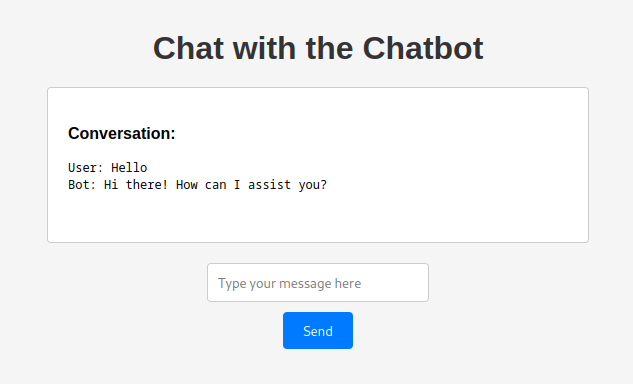 Chat with the Chatbot
Conversation:
User: Hello
Bot: Hi there! How can I assist you?
Type your message here
Send